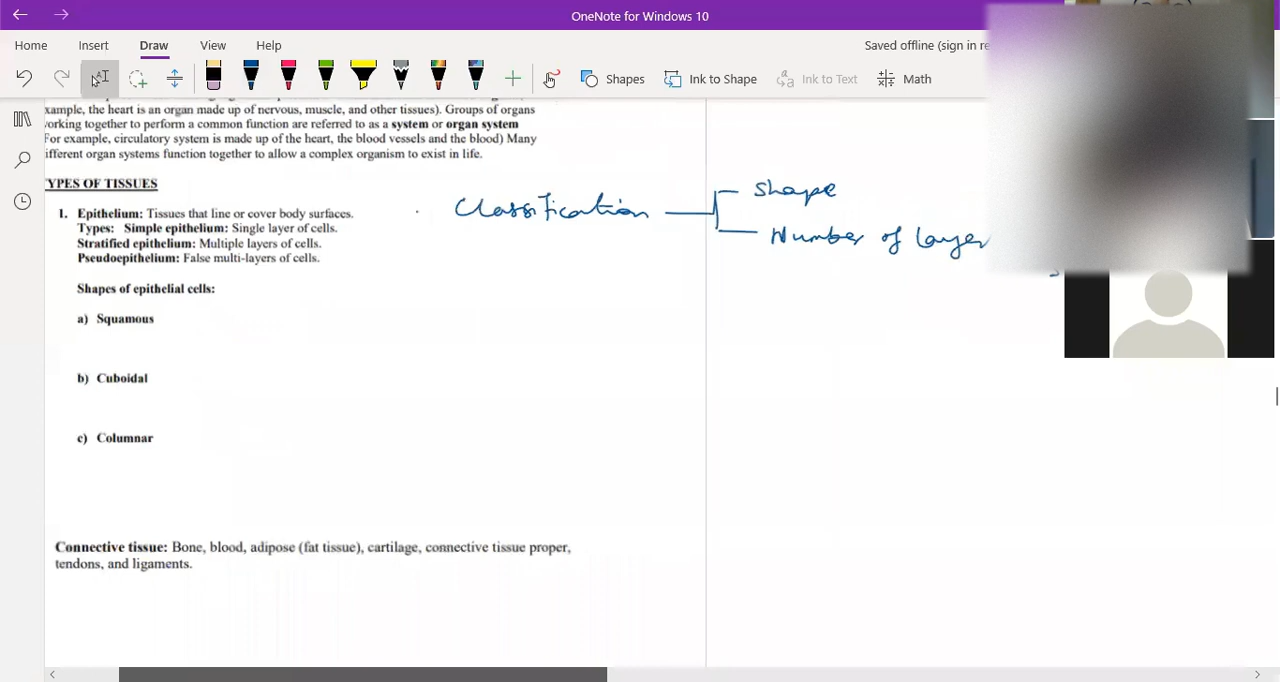 OneNote for Windows 10
Home Insert Draw View Help
Saved offline (sign in re
Shapes Ink to Shape Ink to Text Math
xample, the heart is an organ made up of nervous, muscle, and other tissues). Groups of organs
orking together to perform a common function are referred to as a system or organ system
For example, circulatory system is made up of the heart, the blood vessels and the blood) Many
ifferent organ systems function together to allow a complex organism to exist in life.
YPES OF TISSUES
1. Epithelium: Tissues that line or cover body surfaces.
Types: Simple epithelium: Single layer of cells.
Stratified epithelium: Multiple layers of cells.
Pseudoepithelium: False multi-layers of cells.
Classification
Shape
Number of layer
Shapes of epithelial cells:
a) Squamous
b) Cuboidal
c) Columnar
Connective tissue: Bone, blood, adipose (fat tissue), cartilage, connective tissue proper,
tendons, and ligaments.